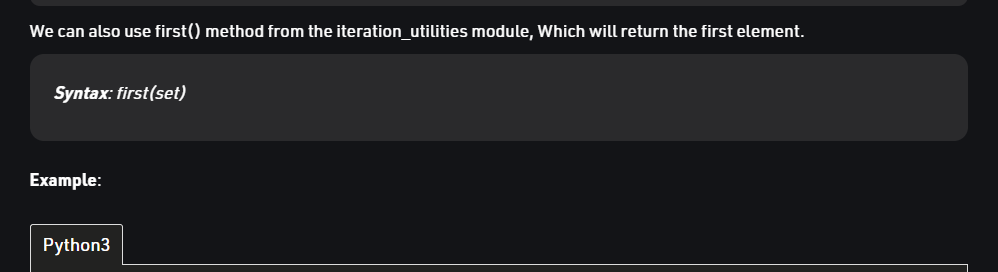 We can also use first() method from the iteration_utilities module, Which will return the first element.
Syntax: first(set)
Example:
Python3